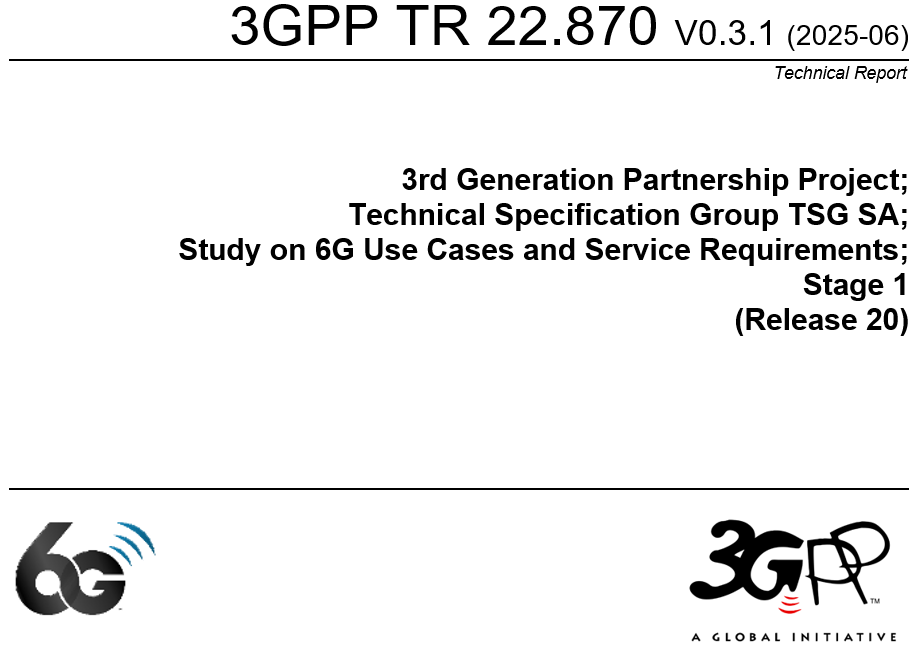 3GPP TR 22.870 V0.3.1 (2025-06)
Technical Report
3rd Generation Partnership Project;
Technical Specification Group TSG SA;
Study on 6G Use Cases and Service Requirements;
Stage 1
(Release 20)
6G
3GPP TM
A GLOBAL INITIATIVE